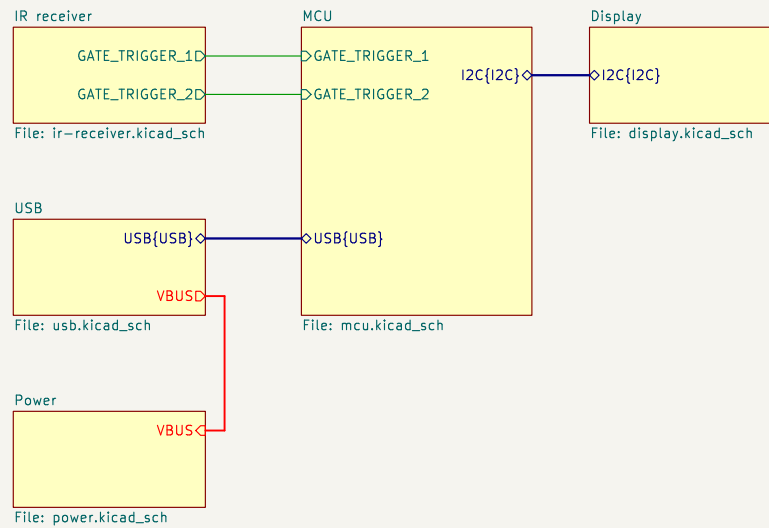 IR receiver
GATE_TRIGGER_1
GATE_TRIGGER_2
File: ir-receiver.kicad_sch
MCU
GATE_TRIGGER_1
GATE_TRIGGER_2
I2C{I2C}
USB{USB}
File: mcu.kicad_sch
Display
I2C{I2C}
File: display.kicad_sch
USB
USB{USB}
VBUS
File: usb.kicad_sch
Power
VBUS
File: power.kicad_sch